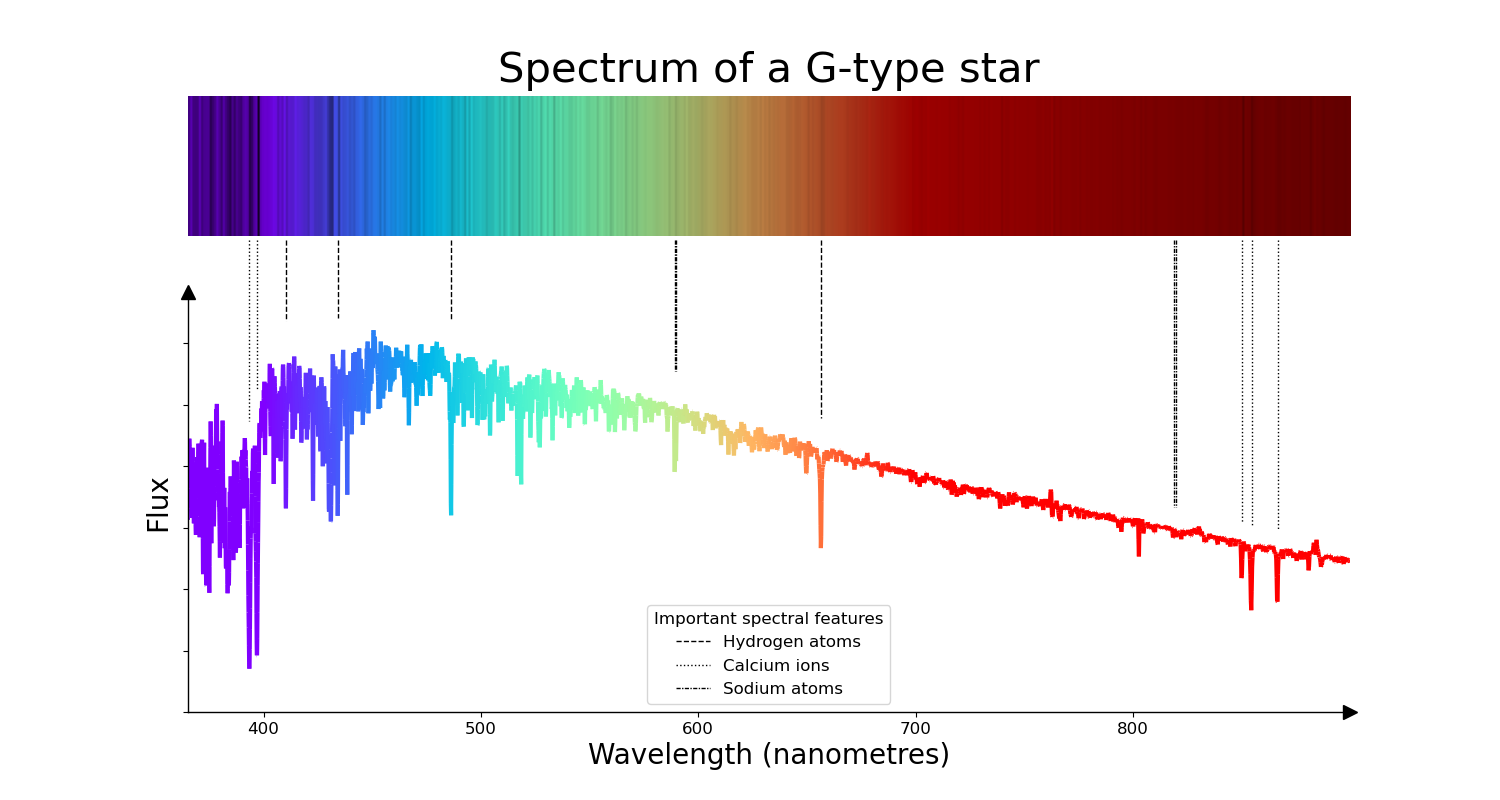 Spectrum of a G-type star
Flux
Important spectral features
Hydrogen atoms
Calcium ions
Sodium atoms
400 500 600 700 800
Wavelength (nanometres)